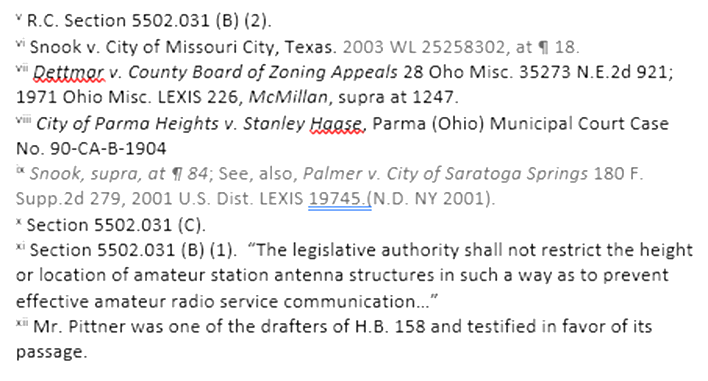 v R.C. Section 5502.031 (B) (2).
vi Snook v. City of Missouri City, Texas. 2003 WL 25258302, at ¶ 18.
vii Dettmar v. County Board of Zoning Appeals 28 Oho Misc. 35273 N.E.2d 921;
1971 Ohio Misc. LEXIS 226, McMillan, supra at 1247.
viii City of Parma Heights v. Stanley Haase, Parma (Ohio) Municipal Court Case
No. 90-CA-B-1904
ix Snook, supra, at ¶ 84; See, also, Palmer v. City of Saratoga Springs 180 F.
Supp.2d 279, 2001 U.S. Dist. LEXIS 19745.(N.D. NY 2001).
x Section 5502.031 (C).
xi Section 5502.031 (B) (1).  “The legislative authority shall not restrict the height
or location of amateur station antenna structures in such a way as to prevent
effective amateur radio service communication…”
xii Mr. Pittner was one of the drafters of H.B. 158 and testified in favor of its
passage.